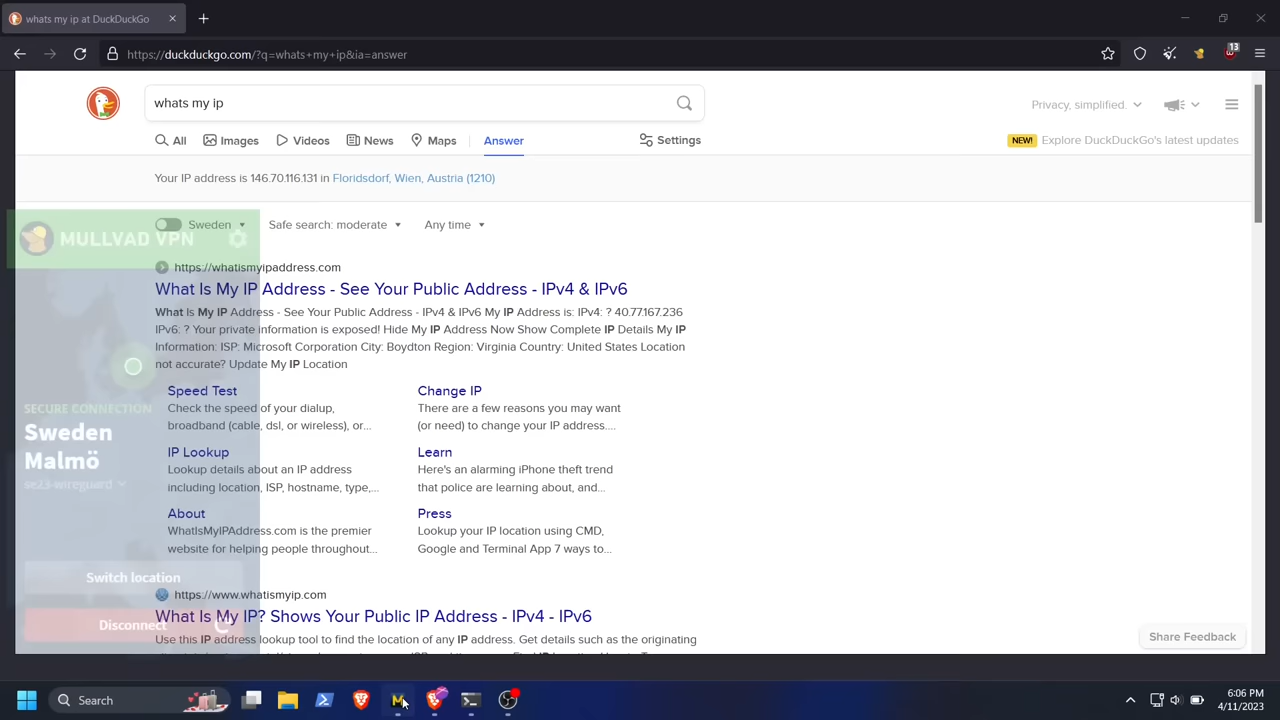 whats my ip at DuckDuckGo
https://duckduckgo.com/?q=whats+my+ip&ia=answer
13
whats my ip
Privacy, simplified.
All
Images
Videos
News
Maps
Answer
Settings
NEW!
Explore DuckDuckGo's latest updates
Your IP address is 146.70.116.131 in Floridsdorf, Wien, Austria (1210)
Sweden
Safe search: moderate
Any time
MULLVAD VPN
https://whatismyipaddress.com
What Is My IP Address - See Your Public Address - IPv4 & IPv6
What Is My IP Address - See Your Public Address - IPv4 & IPv6 My IP Address is: IPv4: ? 40.77.167.236
IPv6: ? Your private information is exposed! Hide My IP Address Now Show Complete IP Details My IP
Information: ISP: Microsoft Corporation City: Boydton Region: Virginia Country: United States Location
not accurate? Update My IP Location
Speed Test
Check the speed of your dialup,
broadband (cable, dsl, or wireless), or...
Change IP
There are a few reasons you may want
(or need) to change your IP address....
IP Lookup
Lookup details about an IP address
including location, ISP, hostname, type,...
Learn
Here's an alarming iPhone theft trend
that police are learning about, and...
About
WhatIsMyIPAddress.com is the premier
website for helping people throughout...
Press
Lookup your IP location using CMD,
Google and Terminal App 7 ways to...
SECURE CONNECTION
Sweden
Malmö
se23-wireguard
Switch location
Disconnect
https://www.whatismyip.com
What Is My IP? Shows Your Public IP Address - IPv4 - IPv6
Use this IP address lookup tool to find the location of any IP address. Get details such as the originating
Share Feedback
Search
6:06 PM
4/11/2023